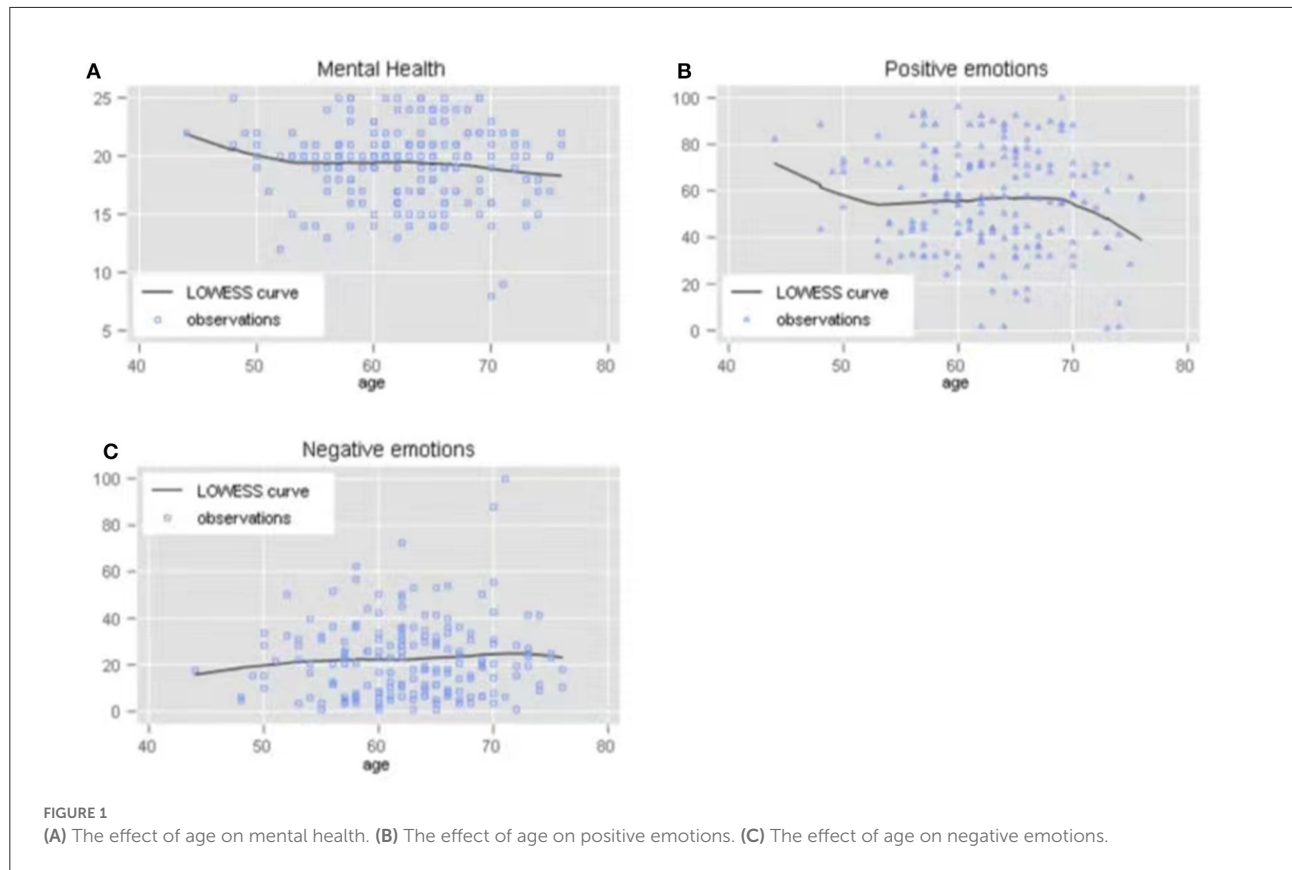 A
Mental Health
25
20
15
10
5
LOWESS curve
observations
40 50 60 70 80
age
B
Positive emotions
100
80
60
40
20
0
LOWESS curve
observations
40 50 60 70 80
age
C
Negative emotions
100
80
60
40
20
0
LOWESS curve
observations
40 50 60 70 80
age
FIGURE 1
(A) The effect of age on mental health. (B) The effect of age on positive emotions. (C) The effect of age on negative emotions.